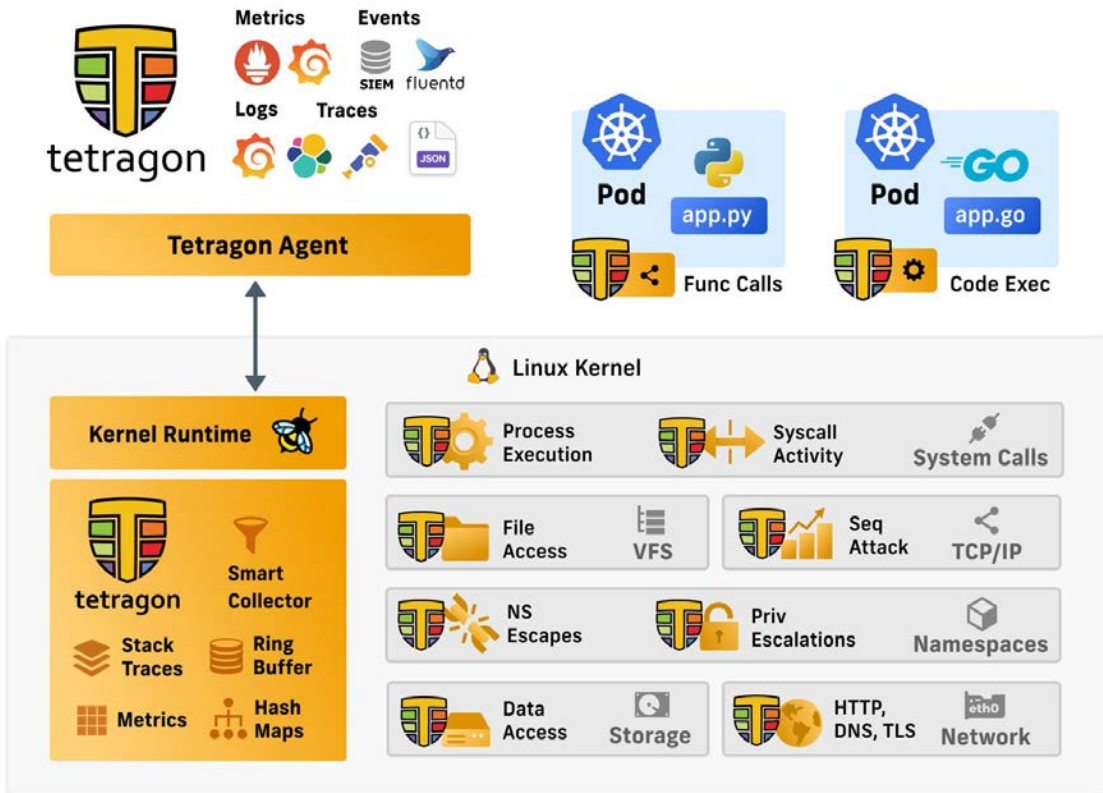 tetragon
Metrics
Events
SIEM
fluentd
Logs
Traces
{}
JSON
Tetragon Agent
Pod
app.py
Func Calls
Pod
GO
app.go
Code Exec
Linux Kernel
Kernel Runtime
tetragon
Smart
Collector
Stack
Traces
Ring
Buffer
Metrics
Hash
Maps
Process
Execution
Syscall
Activity
System Calls
File
Access
VFS
Seq
Attack
TCP/IP
NS
Escapes
Priv
Escalations
Namespaces
Data
Access
Storage
HTTP,
DNS, TLS
eth0
Network